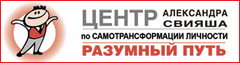 ЦЕНТР АЛЕКСАНДРА СВИЯША
ПО САМОТРАНСФОРМАЦИИ ЛИЧНОСТИ
РАЗУМНЫЙ ПУТЬ